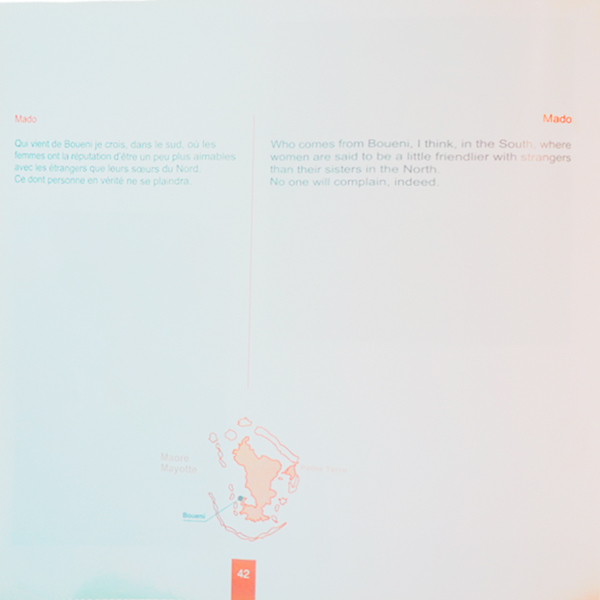 Mado
Qui vient de Boueni je crois, dans le sud, où les
femmes ont la réputation d'être un peu plus aimables
avec les étrangers que leurs sœurs du Nord.
Ce dont personne en vérité ne se plaindra.
Mado
Who comes from Boueni, I think, in the South, where
women are said to be a little friendlier with strangers
than their sisters in the North.
No one will complain, indeed.
Maore
Mayotte
Petite Terre
Boueni
42